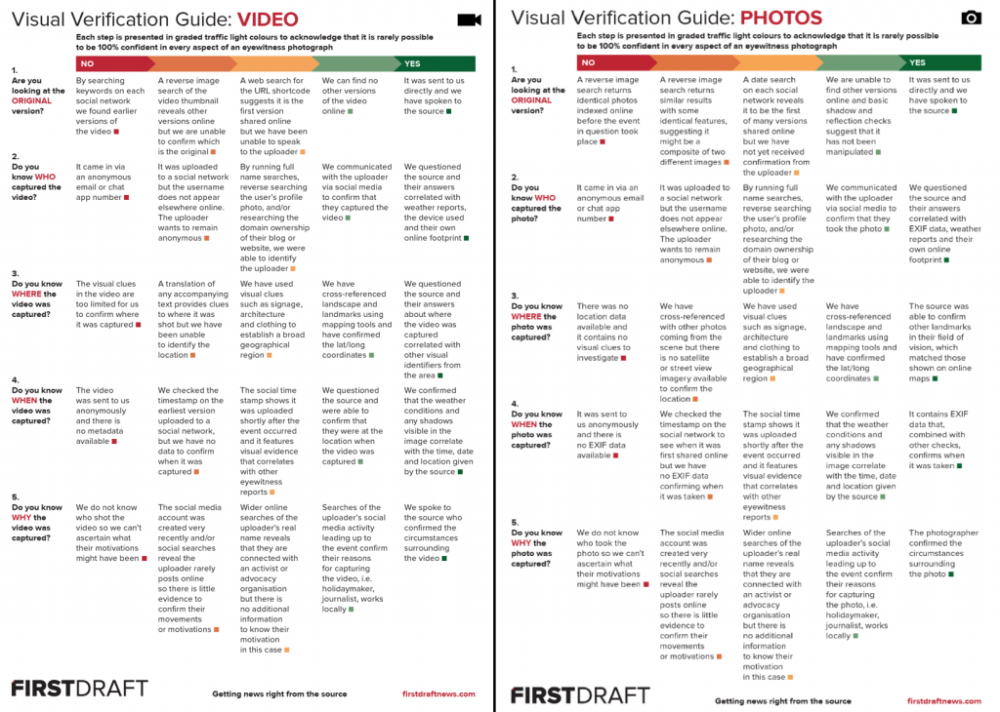 Visual Verification Guide: VIDEO
Each step is presented in graded traffic light colours to acknowledge that it is rarely possible
to be 100% confident in every aspect of an eyewitness photograph
NO
YES
1.
Are you
looking at the
ORIGINAL
version?
By searching
keywords on each
social network
we found earlier
versions of
the video
A reverse image
search of the
video thumbnail
reveals other
versions online
but we are unable
to confirm which
is the original
A web search for
the URL shortcode
suggests it is the
first version
shared online
but we have been
unable to speak
to the uploader
We can find no
other versions
of the video
online
It was sent to us
directly and we
have spoken to
the source
2.
Do you
know WHO
captured the
video?
It came in via
an anonymous
email or chat
app number
It was uploaded
to a social network
but the username
does not appear
elsewhere online.
The uploader
wants to remain
anonymous
By running full
name searches,
reverse searching
the user's profile
photo, and/or
researching the
domain ownership
of their blog or
website, we were
able to identify
the uploader
We communicated
with the uploader
via social media
to confirm that
they captured the
video
We questioned
the source and
their answers
correlated with
weather reports,
the device used
and their own
online footprint
3.
Do you know
WHERE the
video was
captured?
The visual clues
in the video are
too limited for us
to confirm where
it was captured
A translation of
any accompanying
text provides clues
to where it was
shot but we have
been unable
to identify the
location
We have used
visual clues
such as signage,
architecture
and clothing to
establish a broad
geographical
region
We have
cross-referenced
landscape and
landmarks using
mapping tools and
have confirmed
the lat/long
coordinates
We questioned
the source and
their answers
about where
the video was
captured
correlated with
other visual
identifiers from
the area
4.
Do you know
WHEN the
video was
captured?
The video
was sent to us
anonymously
and there is
no metadata
available
We checked the
timestamp on the
earliest version
uploaded to a
social network,
but we have no
data to confirm
when it was
captured
The social time
stamp shows it
was uploaded
shortly after the
event occurred
and it features
visual evidence
that correlates
with other
eyewitness
reports
We questioned
the source and
were able to
confirm that
they were at the
location when
the video was
captured
We confirmed
that the weather
conditions and
any shadows
visible in the
image correlate
with the time, date
and location given
by the source
5.
Do you know
WHY the
video was
captured?
We do not know
who shot the
video so we can't
ascertain what
their motivations
might have been
The social media
account was
created very
recently and/or
social searches
reveal the
uploader rarely
posts online
so there is little
evidence to
confirm their
movements
or motivations
Wider online
searches of the
uploader's real
name reveals
that they are
connected with
an activist or
advocacy
organisation
but there is
no additional
information
to know their
motivation
in this case
Searches of the
uploader's social
media activity
leading up to
the event confirm
their reasons
for capturing
the video, i.e.
holidaymaker,
journalist, works
locally
We spoke to
the source who
confirmed the
circumstances
surrounding
the video
FIRSTDRAFT
Getting news right from the source
firstdraftnews.com
Visual Verification Guide: PHOTOS
Each step is presented in graded traffic light colours to acknowledge that it is rarely possible
to be 100% confident in every aspect of an eyewitness photograph
NO
YES
1.
Are you
looking at the
ORIGINAL
version?
A reverse image
search returns
identical photos
indexed online
before the event
in question took
place
A reverse image
search returns
similar results
with some
identical features,
suggesting it
might be a
composite of two
different images
A date search
on each social
network reveals
it to be the first
of many versions
shared online
but we have
not yet received
confirmation from
the uploader
We are unable to
find other versions
online and basic
shadow and
reflection checks
suggest that it
has not been
manipulated
It was sent to us
directly and we
have spoken to
the source
2.
Do you
know WHO
captured the
photo?
It came in via an
anonymous email
or chat app
number
It was uploaded to
a social network
but the username
does not appear
elsewhere online.
The uploader
wants to remain
anonymous
By running full
name searches,
reverse searching
the user's profile
photo, and/or
researching the
domain ownership
of their blog or
website, we were
able to identify the
uploader
We communicated
with the uploader
via social media to
confirm that they
took the photo
We questioned
the source and
their answers
correlated with
EXIF data, weather
reports and their
own online
footprint
3.
Do you know
WHERE the
photo was
captured?
There was no
location data
available and
it contains no
visual clues to
investigate
We have
cross-referenced
with other photos
coming from the
scene but there
is no satellite
or street view
imagery available
to confirm the
location
We have used
visual clues
such as signage,
architecture
and clothing to
establish a broad
geographical
region
We have
cross-referenced
landscape and
landmarks using
mapping tools and
have confirmed
the lat/long
coordinates
The source was
able to confirm
other landmarks
in their field of
vision, which
matched those
shown on online
maps
4.
Do you know
WHEN the
photo was
captured?
It was sent to
us anonymously
and there is
no EXIF data
available
We checked the
timestamp on the
social network to
see when it was
first shared online
but we have
no EXIF data
confirming when
it was taken
The social time
stamp shows it
was uploaded
shortly after the
event occurred
and it features
visual evidence
that correlates
with other
eyewitness
reports
We confirmed
that the weather
conditions and
any shadows
visible in the
image correlate
with the time, date
and location given
by the source
It contains EXIF
data that,
combined with
other checks,
confirms when
it was taken
5.
Do you know
WHY the
photo was
captured?
We do not know
who took the
photo so we can't
ascertain what
their motivations
might have been
The social media
account was
created very
recently and/or
social searches
reveal the
uploader rarely
posts online
so there is little
evidence to
confirm their
movements
or motivations
Wider online
searches of the
uploader's real
name reveals
that they are
connected with
an activist or
advocacy
organisation
but there is
no additional
information
to know their
motivation
in this case
Searches of the
uploader's social
media activity
leading up to
the event confirm
their reasons
for capturing
the photo, i.e.
holidaymaker,
journalist, works
locally
The photographer
confirmed the
circumstances
surrounding
the photo
FIRSTDRAFT
Getting news right from the source
firstdraftnews.com